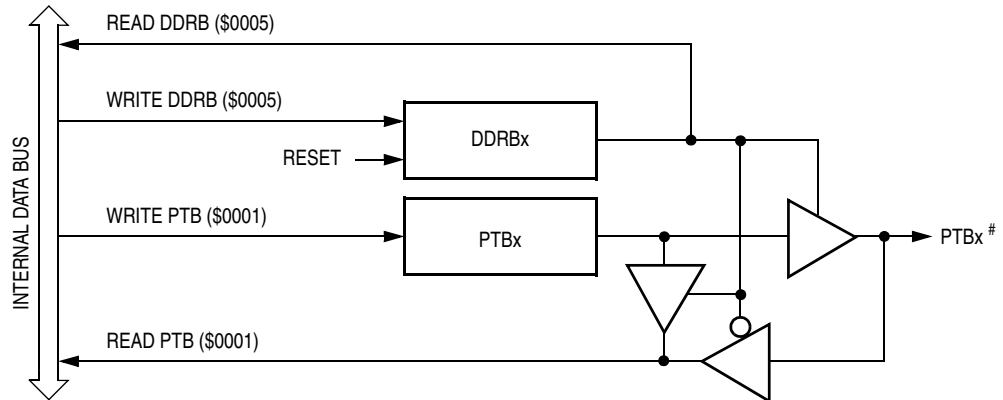 READ DDRB ($0005)
WRITE DDRB ($0005)
DDRBx
RESET
INTERNAL DATA BUS
WRITE PTB ($0001)
PTBx
PTBx #
READ PTB ($0001)